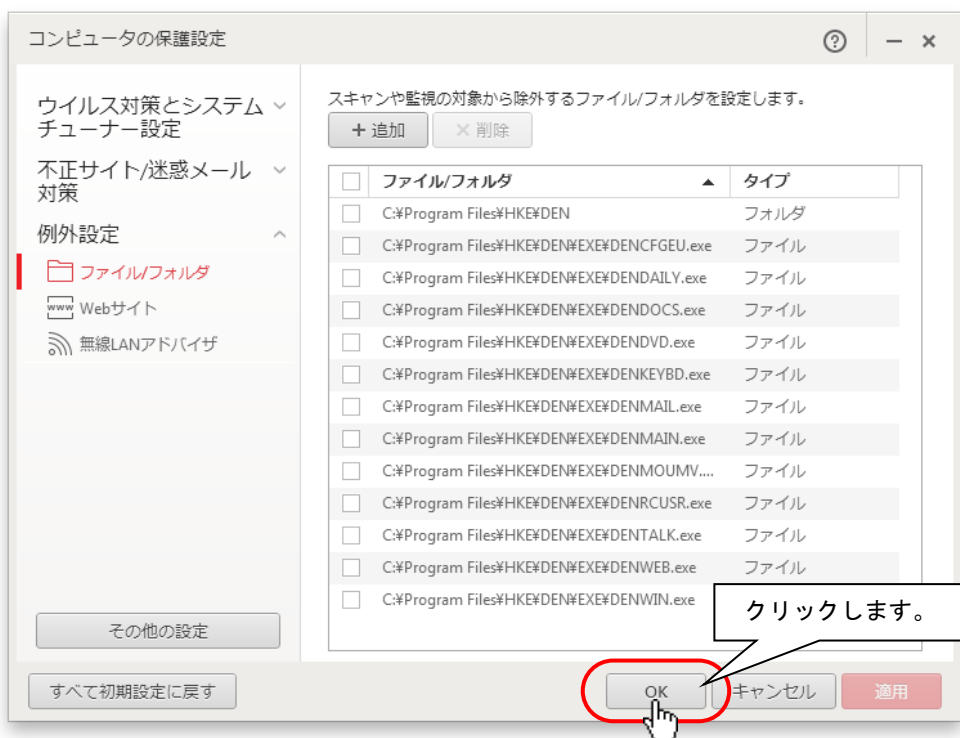 コンピュータの保護設定
ウイルス対策とシステム
チューナー設定
不正サイト/迷惑メール
対策
例外設定
ファイル/フォルダ
www Webサイト
無線LANアドバイザ
その他の設定
スキャンや監視の対象から除外するファイル/フォルダを設定します。
+ 追加 × 削除
ファイル/フォルダ ▲ タイプ
C:¥Program Files¥HKE¥DEN フォルダ
C:¥Program Files¥HKE¥DEN¥EXE¥DENCFGEU.exe ファイル
C:¥Program Files¥HKE¥DEN¥EXE¥DENDAILY.exe ファイル
C:¥Program Files¥HKE¥DEN¥EXE¥DENDOCS.exe ファイル
C:¥Program Files¥HKE¥DEN¥EXE¥DENDVD.exe ファイル
C:¥Program Files¥HKE¥DEN¥EXE¥DENKEYBD.exe ファイル
C:¥Program Files¥HKE¥DEN¥EXE¥DENMAIL.exe ファイル
C:¥Program Files¥HKE¥DEN¥EXE¥DENMAIN.exe ファイル
C:¥Program Files¥HKE¥DEN¥EXE¥DENMOUMV.... ファイル
C:¥Program Files¥HKE¥DEN¥EXE¥DENRCUSR.exe ファイル
C:¥Program Files¥HKE¥DEN¥EXE¥DENTALK.exe ファイル
C:¥Program Files¥HKE¥DEN¥EXE¥DENWEB.exe ファイル
C:¥Program Files¥HKE¥DEN¥EXE¥DENWIN.exe
クリックします。
すべて初期設定に戻す OK キャンセル 適用